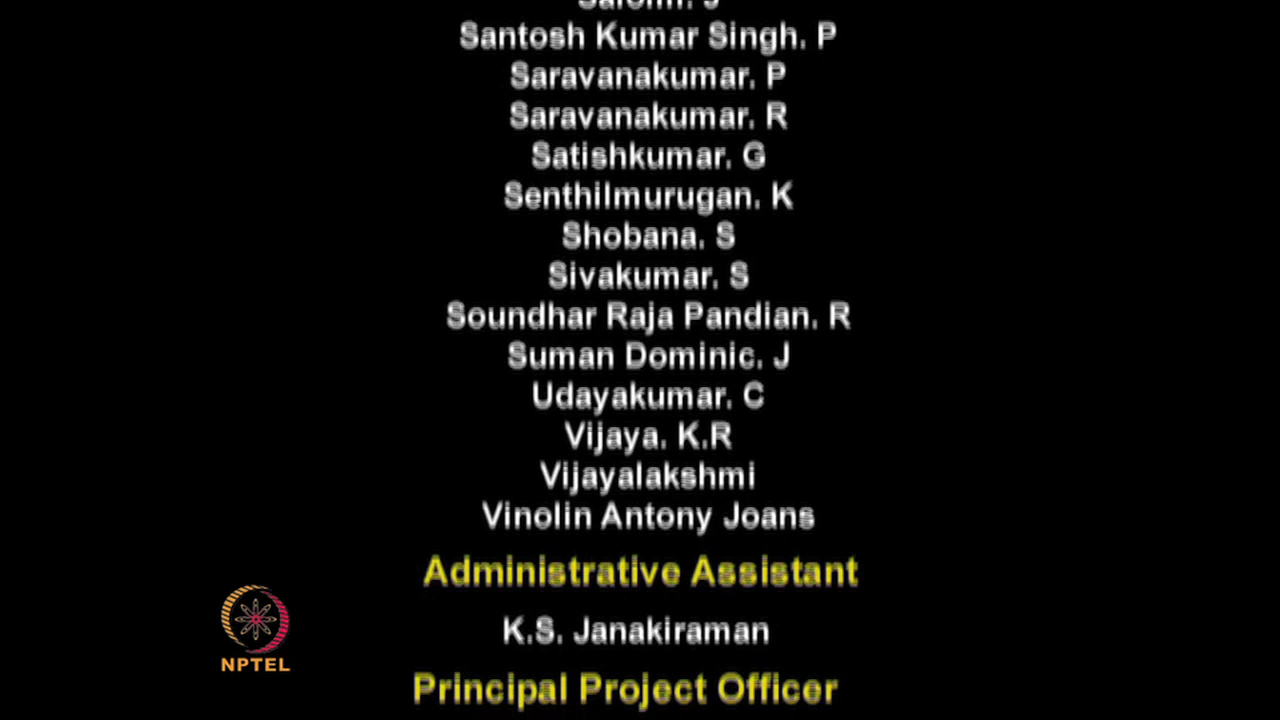 Santosh Kumar Singh. P
Saravanakumar. P
Saravanakumar. R
Satishkumar. G
Senthilmurugan. K
Shobana. S
Sivakumar. S
Soundhar Raja Pandian. R
Suman Dominic. J
Udayakumar. C
Vijaya. K.R
Vijayalakshmi
Vinolin Antony Joans
Administrative Assistant
K.S. Janakiraman
NPTEL
Principal Project Officer